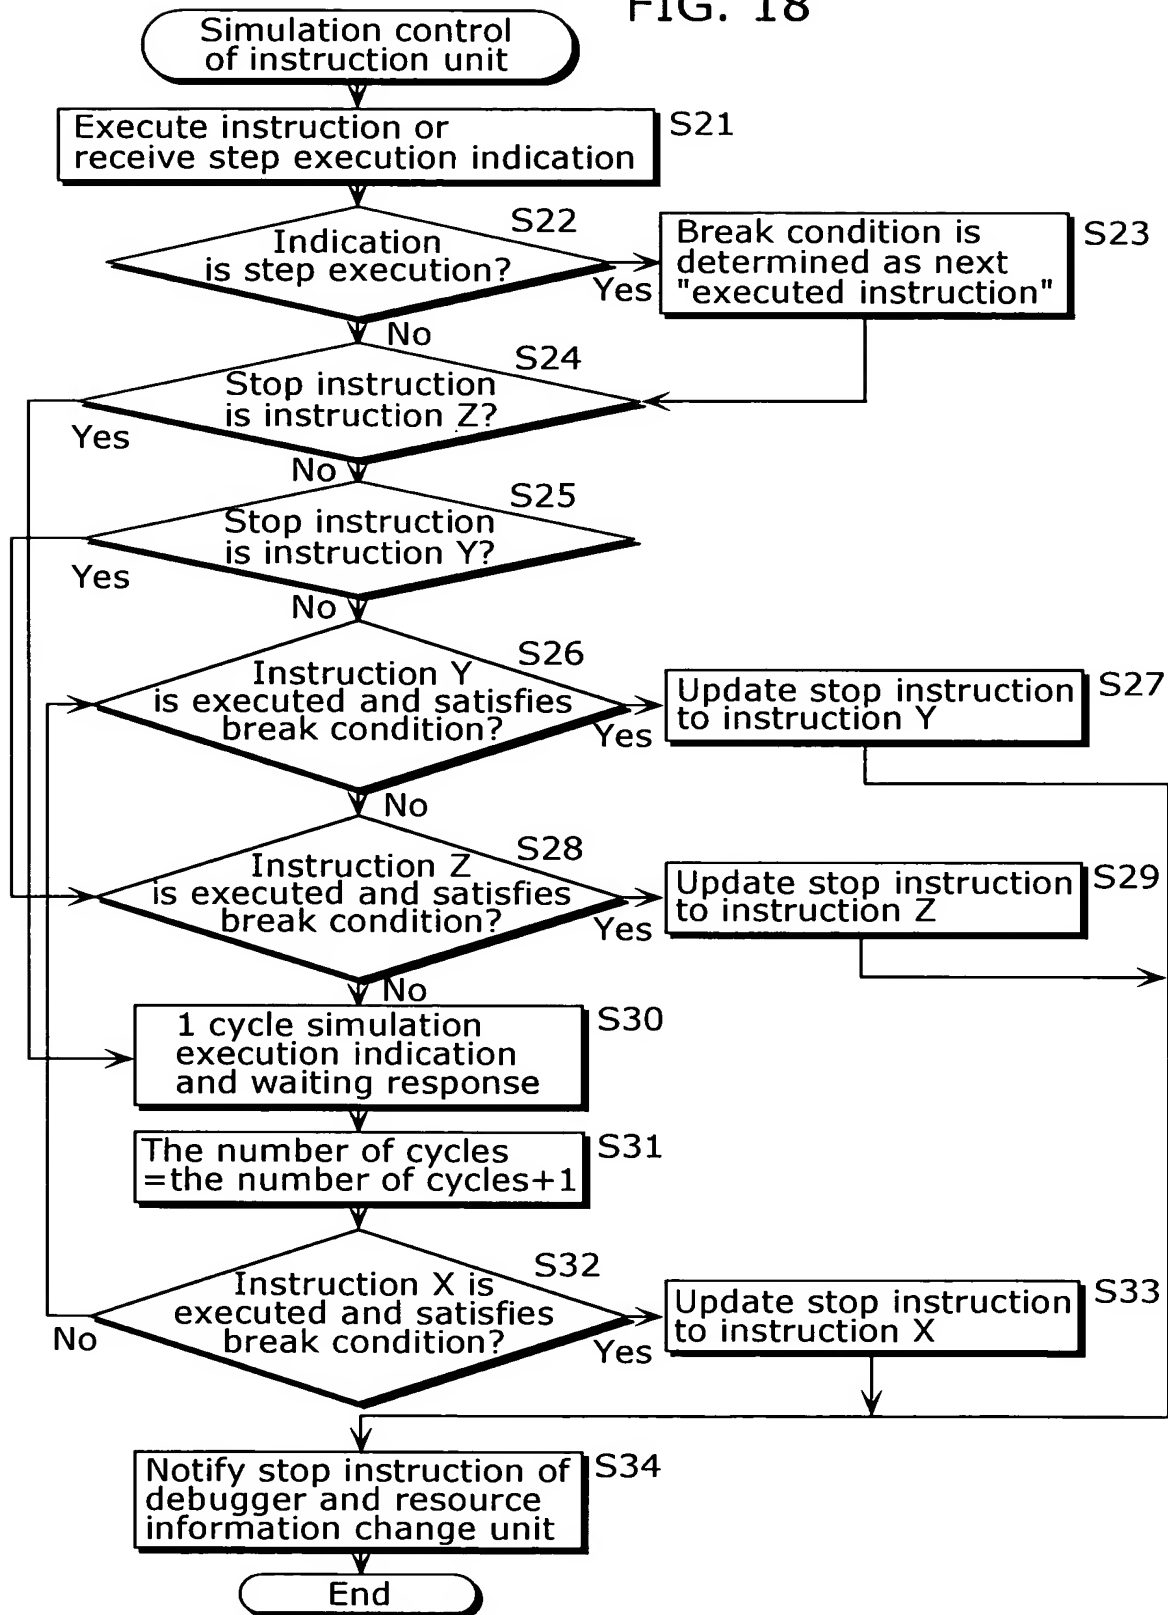 FIG. 18
Simulation control
of instruction unit
Execute instruction or
receive step execution indication
S21
S22
Indication
is step execution?
Yes
No
Break condition is
determined as next
"executed instruction"
S23
S24
Stop instruction
is instruction Z?
Yes
No
S25
Stop instruction
is instruction Y?
Yes
No
S26
Instruction Y
is executed and satisfies
break condition?
Yes
No
Update stop instruction
to instruction Y
S27
S28
Instruction Z
is executed and satisfies
break condition?
Yes
No
Update stop instruction
to instruction Z
S29
1 cycle simulation
execution indication
and waiting response
S30
The number of cycles
=the number of cycles+1
S31
S32
Instruction X is
executed and satisfies
break condition?
No
Yes
Update stop instruction
to instruction X
S33
Notify stop instruction of
debugger and resource
information change unit
S34
End